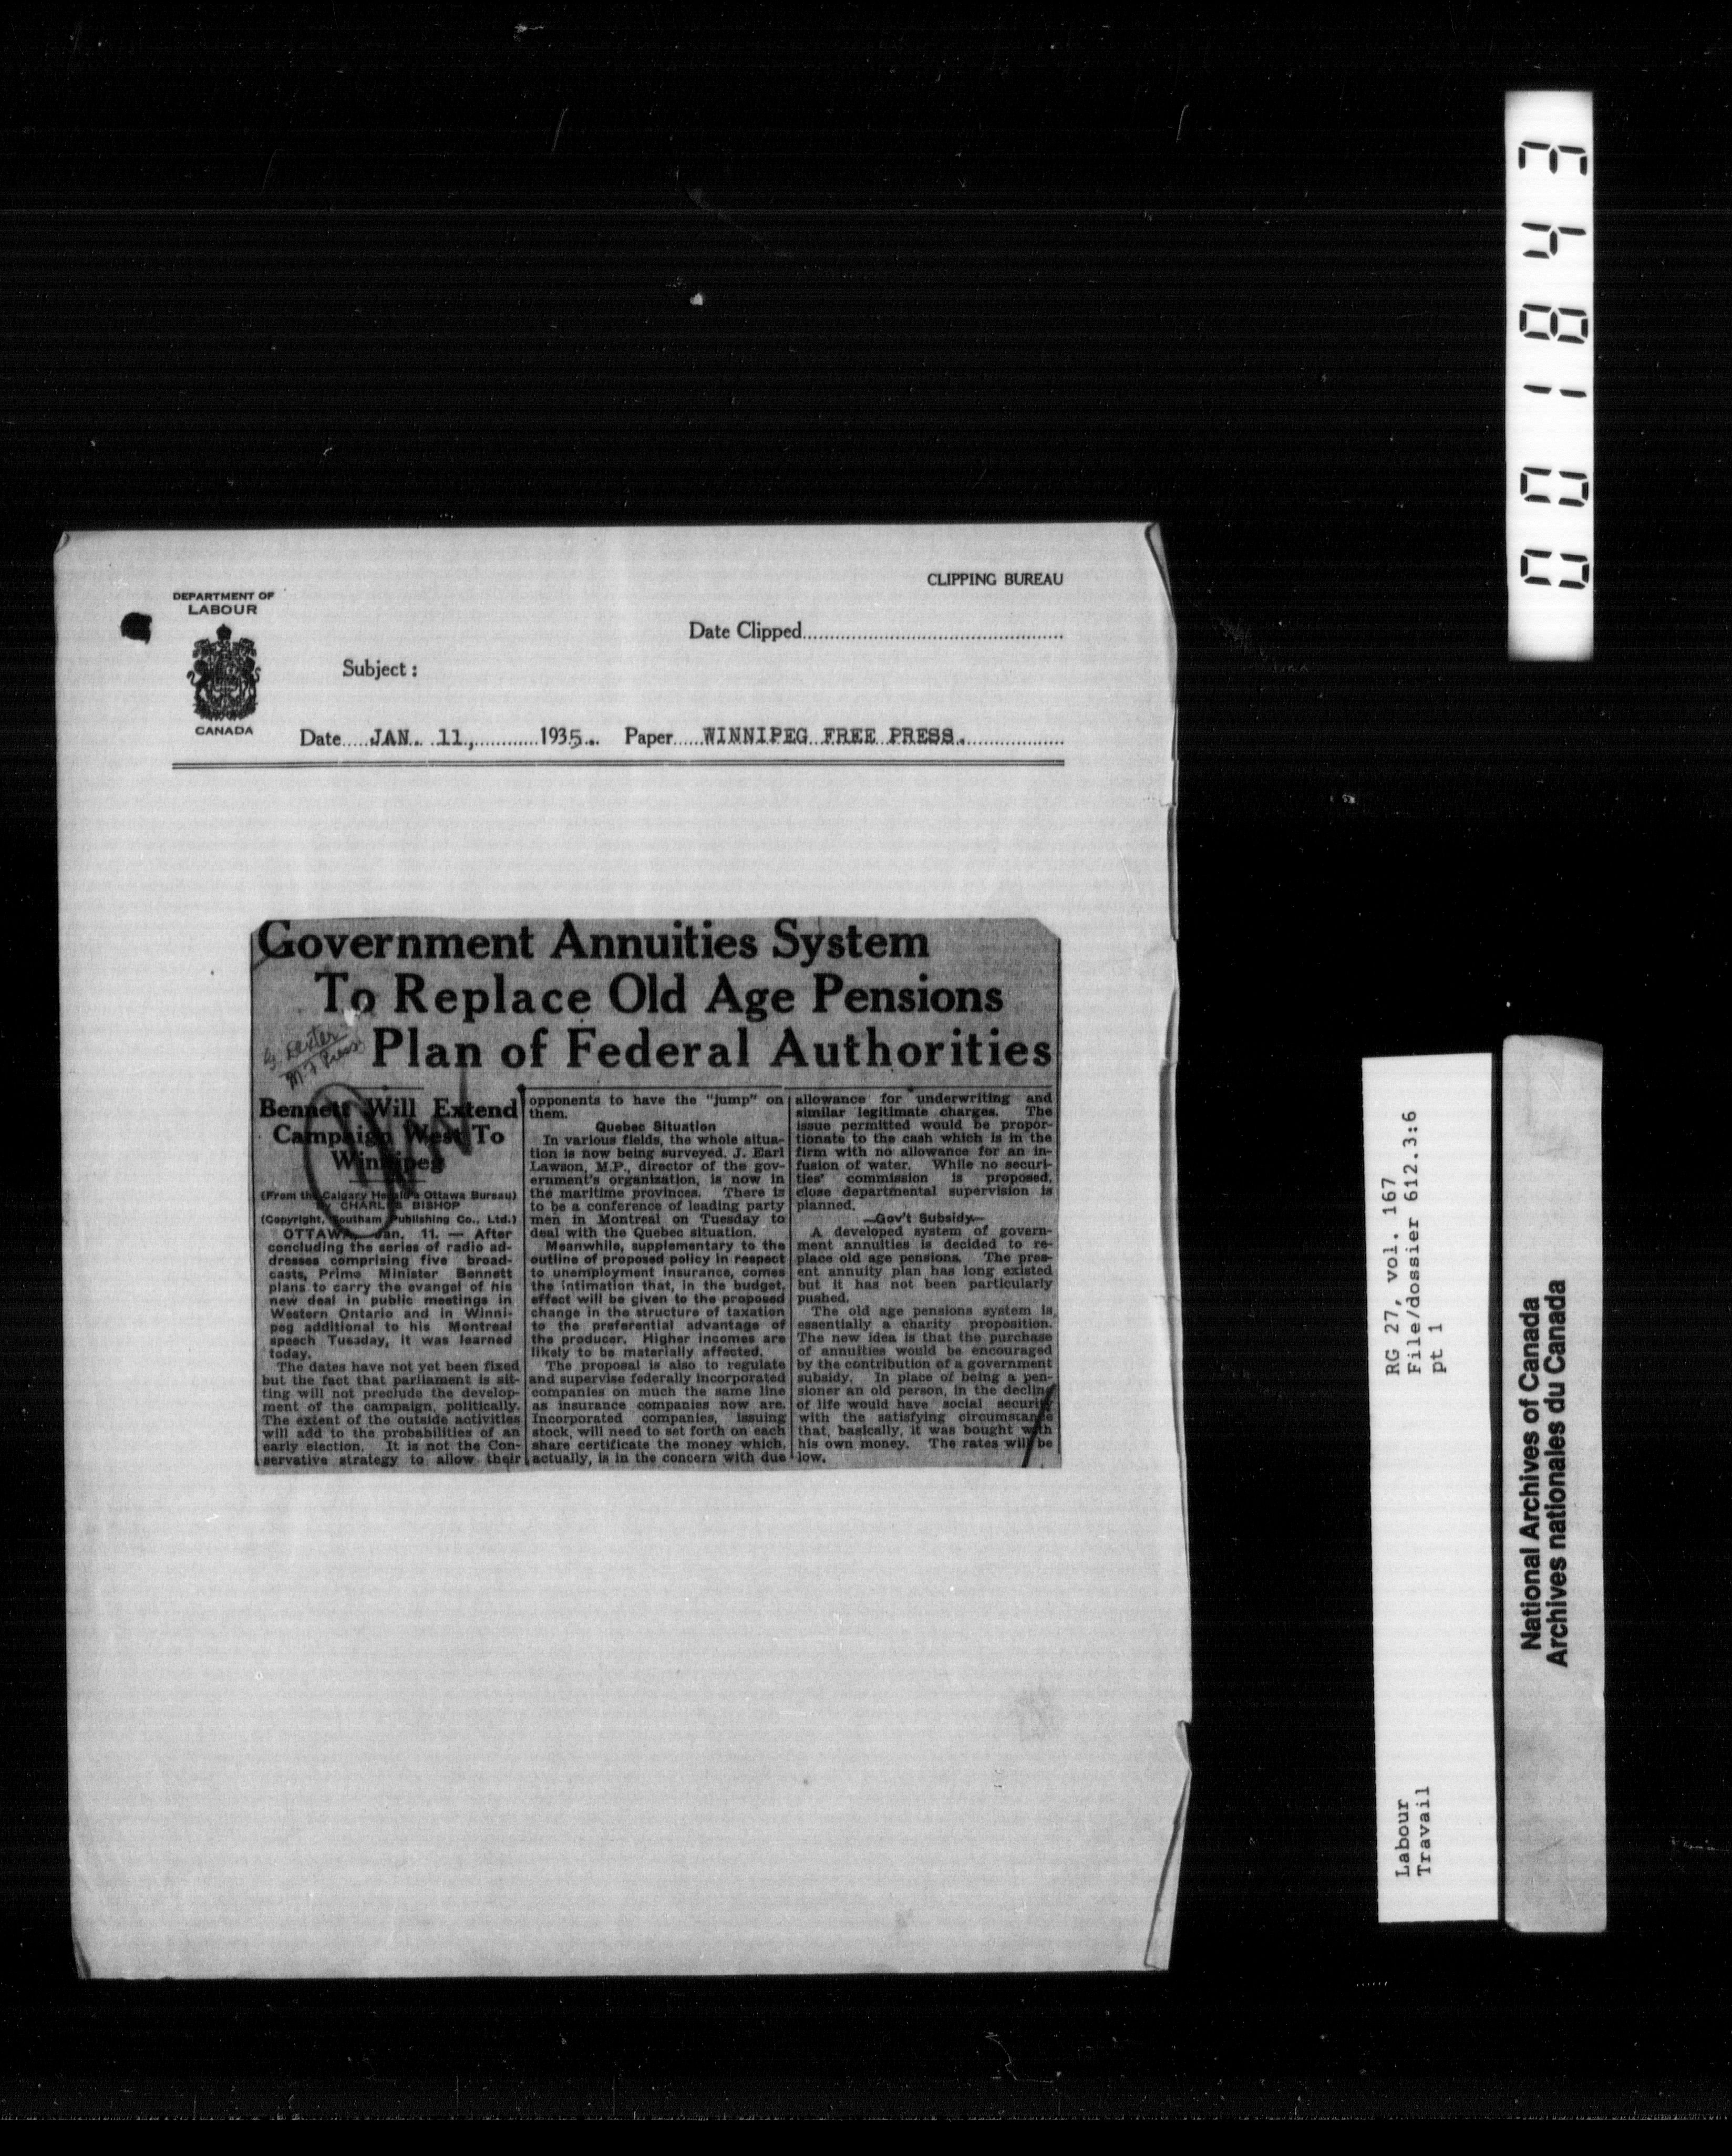 CLIPPING BUREAU
DEPARTMENT OF
LABOUR
CANADA
Date Clipped
Subject :
Date JAN. 11, 1935. Paper WINNIPEG FREE PRESS.
Government Annuities System
To Replace Old Age Pensions
Plan of Federal Authorities
Dexter
Bennett Will Extend
Campaign West To
Winnipeg
(From the Calgary Herald's Ottawa Bureau)
By CHARLES BISHOP
(Copyright, Southam Publishing Co., Ltd.)
OTTAWA, Jan. 11. — After
concluding the series of radio ad-
dresses comprising five broad-
casts, Prime Minister Bennett
plans to carry the evangel of his
new deal in public meetings in
Western Ontario and in Winni-
peg additional to his Montreal
speech Tuesday, it was learned
today.
The dates have not yet been fixed
but the fact that parliament is sit-
ting will not preclude the develop-
ment of the campaign, politically.
The extent of the outside activities
will add to the probabilities of an
early election. It is not the Con-
servative strategy to allow their
opponents to have the "jump" on
them.
Quebec Situation
In various fields, the whole situa-
tion is now being surveyed. J. Earl
Lawson, M.P., director of the gov-
ernment's organization, is now in
the maritime provinces. There is
to be a conference of leading party
men in Montreal on Tuesday to
deal with the Quebec situation.
Meanwhile, supplementary to the
outline of proposed policy in respect
to unemployment insurance, comes
the intimation that, in the budget,
effect will be given to the proposed
change in the structure of taxation
to the preferential advantage of
the producer. Higher incomes are
likely to be materially affected.
The proposal is also to regulate
and supervise federally incorporated
companies on much the same line
as insurance companies now are.
Incorporated companies, issuing
stock, will need to set forth on each
share certificate the money which,
actually, is in the concern with due
allowance for underwriting and
similar legitimate charges. The
issue permitted would be propor-
tionate to the cash which is in the
firm with no allowance for an in-
fusion of water. While no securi-
ties' commission is proposed,
close departmental supervision is
planned.
—Gov't Subsidy—
A developed system of govern-
ment annuities is decided to re-
place old age pensions. The pres-
ent annuity plan has long existed
but it has not been particularly
pushed.
The old age pensions system is
essentially a charity proposition.
The new idea is that the purchase
of annuities would be encouraged
by the contribution of a government
subsidy. In place of being a pen-
sioner an old person, in the decline
of life would have social security
with the satisfying circumstance
that, basically, it was bought with
his own money. The rates will be
low.
001843
RG 27, vol. 167
File/dossier 612.3:6
pt 1
Labour
Travail
National Archives of Canada
Archives nationales du Canada